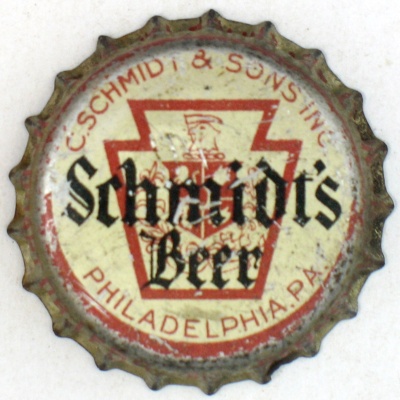 C. SCHMIDT & SONS INC.
Schmidt's
Beer
PHILADELPHIA, PA.